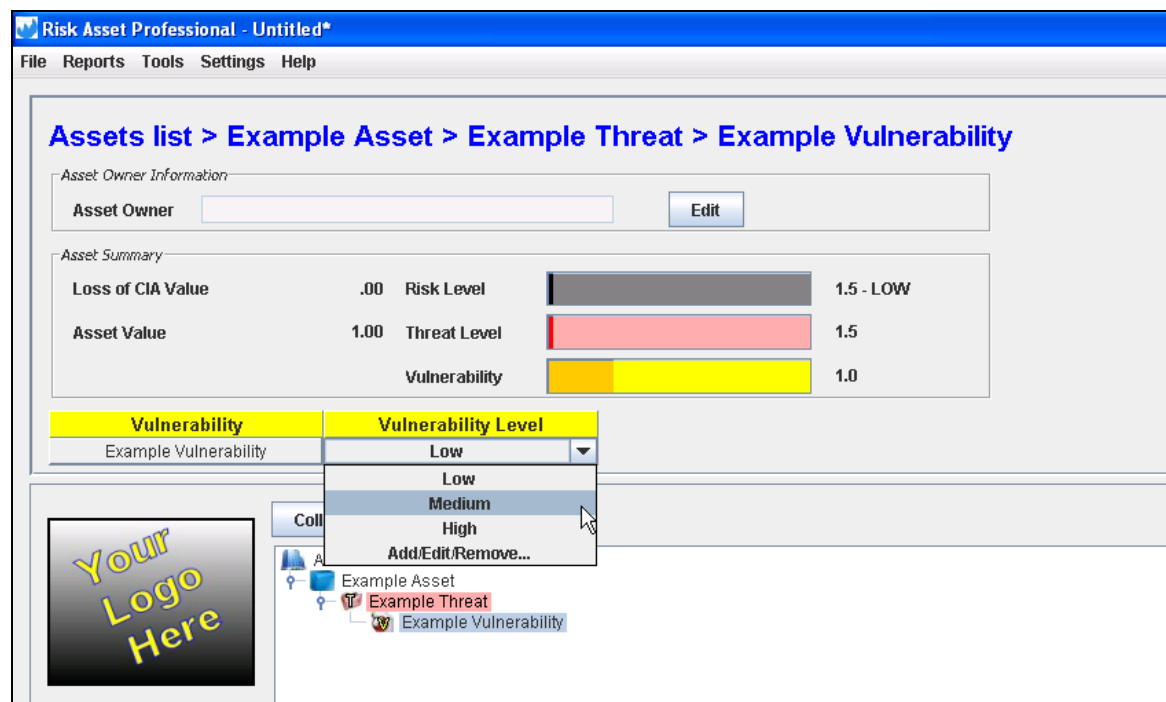 Risk Asset Professional - Untitled*
File Reports Tools Settings Help
Assets list > Example Asset > Example Threat > Example Vulnerability
Asset Owner Information
Asset Owner Edit
Asset Summary
Loss of CIA Value .00 Risk Level 1.5 - LOW
Asset Value 1.00 Threat Level 1.5
Vulnerability 1.0
Vulnerability Vulnerability Level
Example Vulnerability Low
Low
Medium
High
Add/Edit/Remove...
Coll
A
Example Asset
Example Threat
Example Vulnerability
Your
Logo
Here